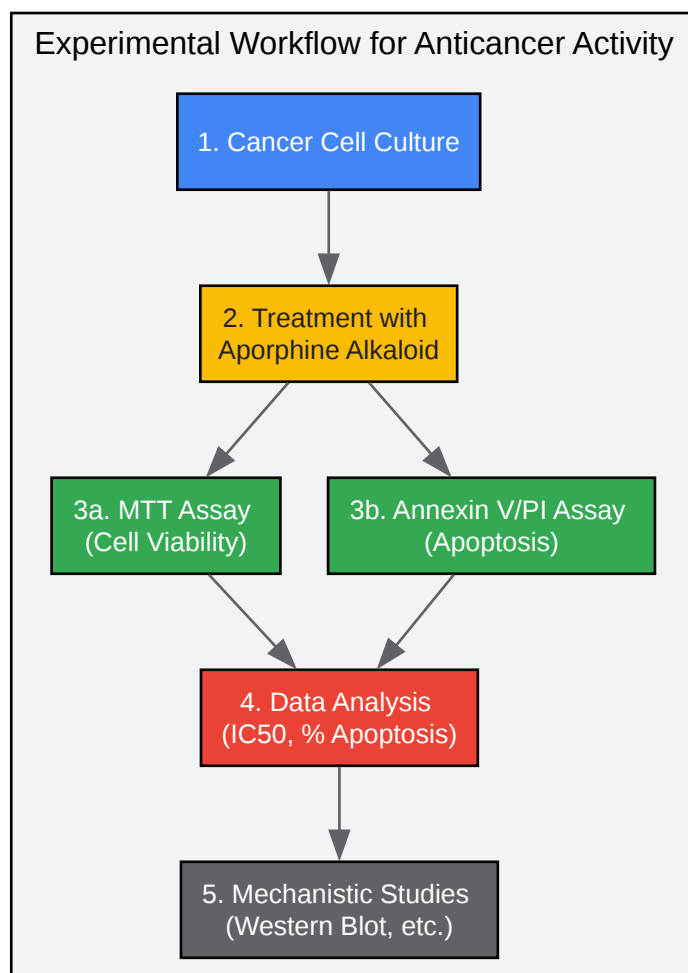 Experimental Workflow for Anticancer Activity
1. Cancer Cell Culture
2. Treatment with
Aporphine Alkaloid
3a. MTT Assay
(Cell Viability)
3b. Annexin V/PI Assay
(Apoptosis)
4. Data Analysis
(IC50, % Apoptosis)
5. Mechanistic Studies
(Western Blot, etc.)